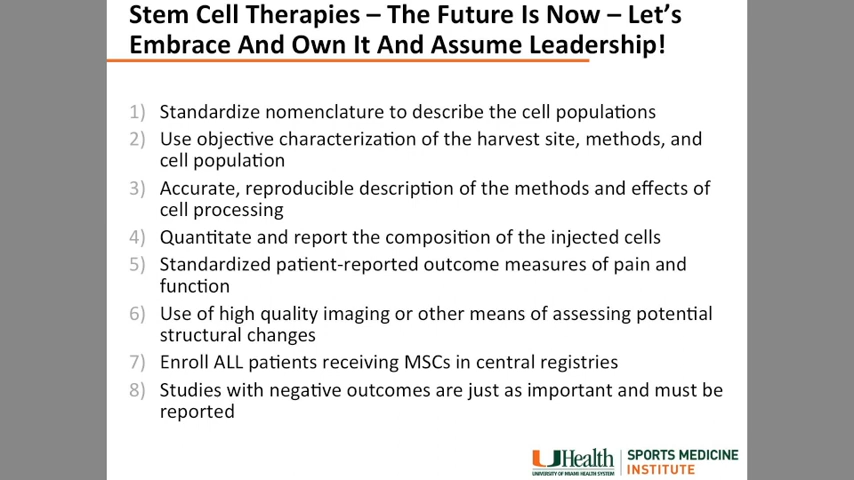 Stem Cell Therapies – The Future Is Now – Let's
Embrace And Own It And Assume Leadership!
1) Standardize nomenclature to describe the cell populations
2) Use objective characterization of the harvest site, methods, and
cell population
3) Accurate, reproducible description of the methods and effects of
cell processing
4) Quantitate and report the composition of the injected cells
5) Standardized patient-reported outcome measures of pain and
function
6) Use of high quality imaging or other means of assessing potential
structural changes
7) Enroll ALL patients receiving MSCs in central registries
8) Studies with negative outcomes are just as important and must be
reported
UHealth
UNIVERSITY OF MIAMI HEALTH SYSTEM
SPORTS MEDICINE
INSTITUTE